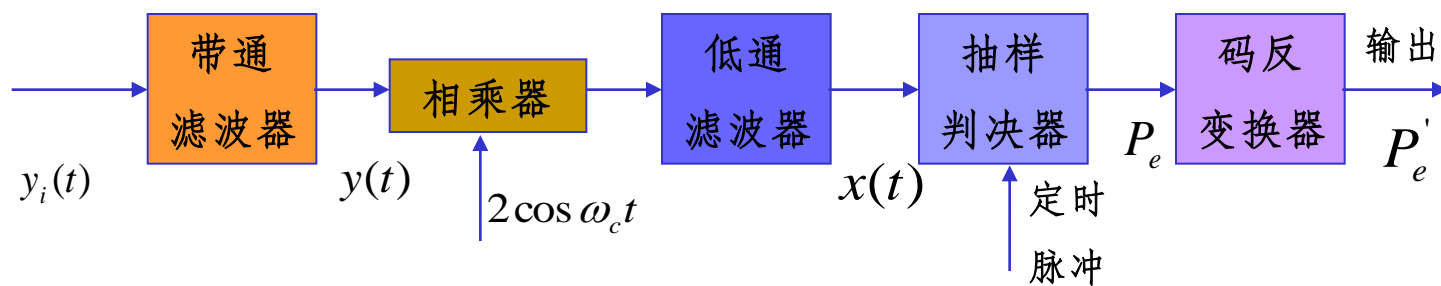 带通
滤波器
相乘器
低通
滤波器
抽样
判决器
码反
变换器
输出
y_i(t)
y(t)
2cos ω_c t
x(t)
定时
脉冲
P_e
P_e'